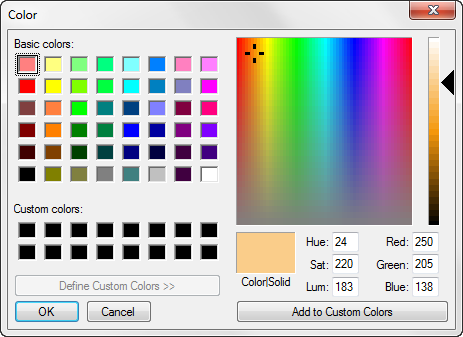 Color
Basic colors:
Custom colors:
Define Custom Colors >>
OK Cancel
Color|Solid
Hue: 24 Red: 250
Sat: 220 Green: 205
Lum: 183 Blue: 138
Add to Custom Colors